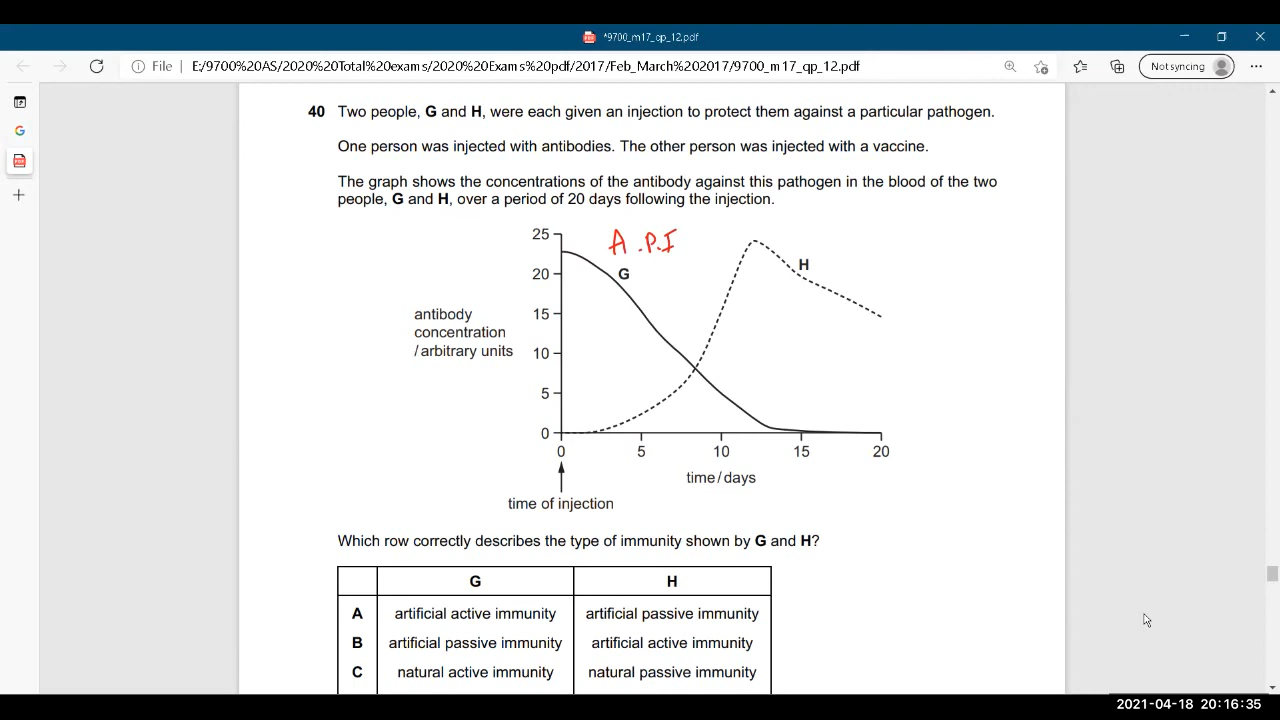 *9700_m17_qp_12.pdf
File | E:/9700%20AS/2020%20Total%20exams/2020%20Exams%20pdf/2017/Feb_March%202017/9700_m17_qp_12.pdf
Not syncing
40 Two people, G and H, were each given an injection to protect them against a particular pathogen.
One person was injected with antibodies. The other person was injected with a vaccine.
The graph shows the concentrations of the antibody against this pathogen in the blood of the two
people, G and H, over a period of 20 days following the injection.
A.P.I
25
20
15
10
5
0
antibody
concentration
/ arbitrary units
G
H
0 5 10 15 20
time / days
time of injection
Which row correctly describes the type of immunity shown by G and H?
G H
A artificial active immunity artificial passive immunity
B artificial passive immunity artificial active immunity
C natural active immunity natural passive immunity
2021-04-18 20:16:35